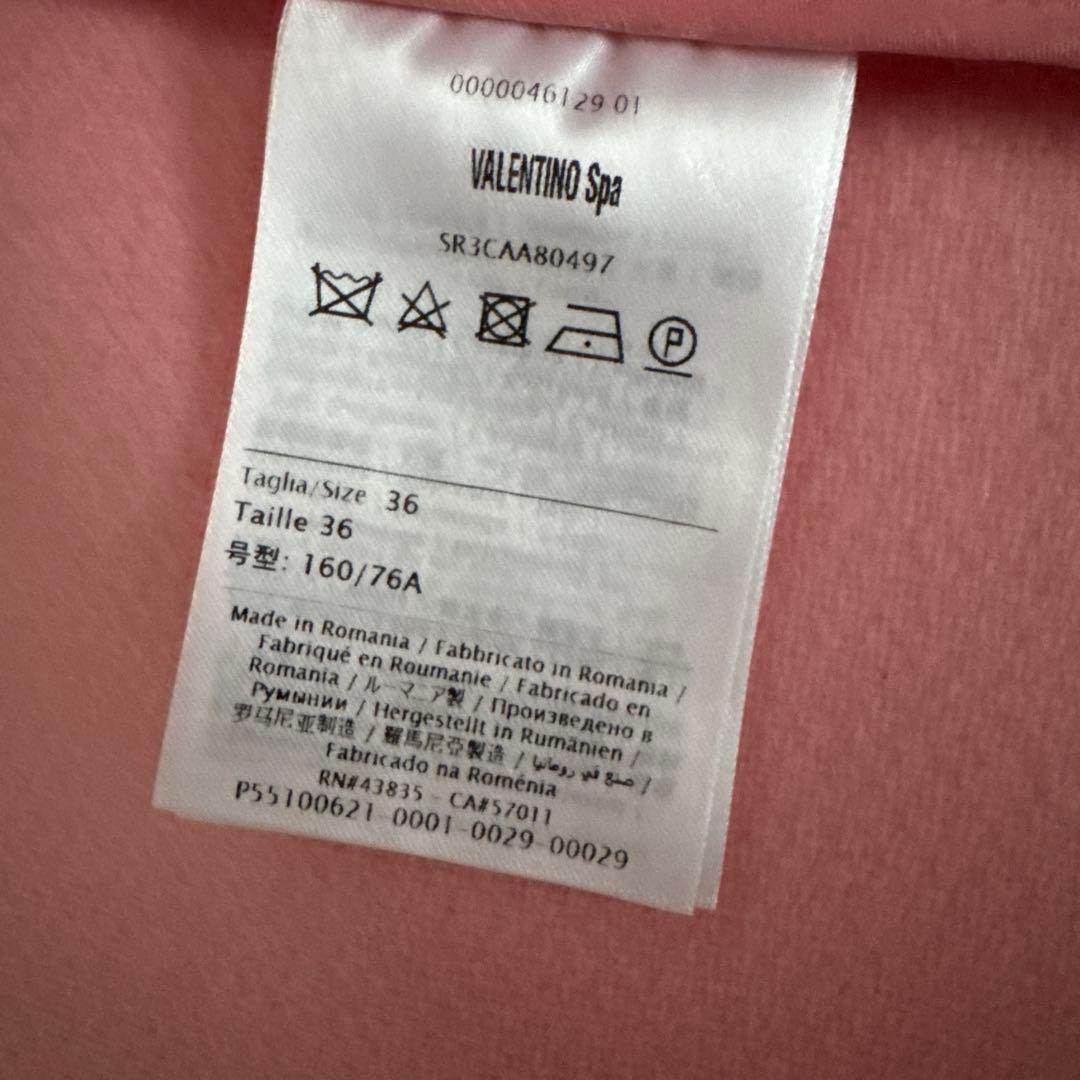 0000046129 01
VALENTINO Spa
SR3CAA80497
P
Taglia/Size 36
Taille 36
号型: 160/76A
Made in Romania / Fabbricato in Romania /
Fabriqué en Roumanie / Fabricado en
Romania / ルーマニア製 / Произведено в
Румынии / Hergestellt in Rumänien /
罗马尼亚制造 / 羅馬尼亞製造 / صنع في رومانيا /
Fabricado na Roménia
RN#43835 - CA#57011
P55100621-0001-0029-00029